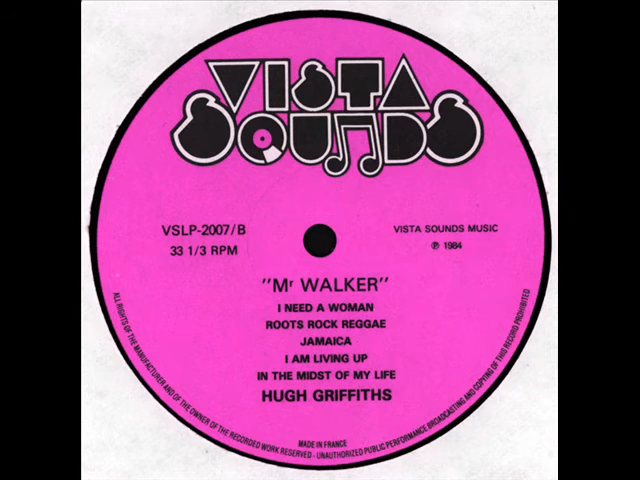 VISTA
SOUNDS
VSLP-2007/B
33 1/3 RPM
VISTA SOUNDS MUSIC
℗ 1984
"Mr WALKER"
I NEED A WOMAN
ROOTS ROCK REGGAE
JAMAICA
I AM LIVING UP
IN THE MIDST OF MY LIFE
HUGH GRIFFITHS
MADE IN FRANCE
ALL RIGHTS OF THE MANUFACTURER AND OF THE OWNER OF THE RECORDED WORK RESERVED - UNAUTHORIZED PUBLIC PERFORMANCE BROADCASTING AND COPYING OF THIS RECORD PROHIBITED